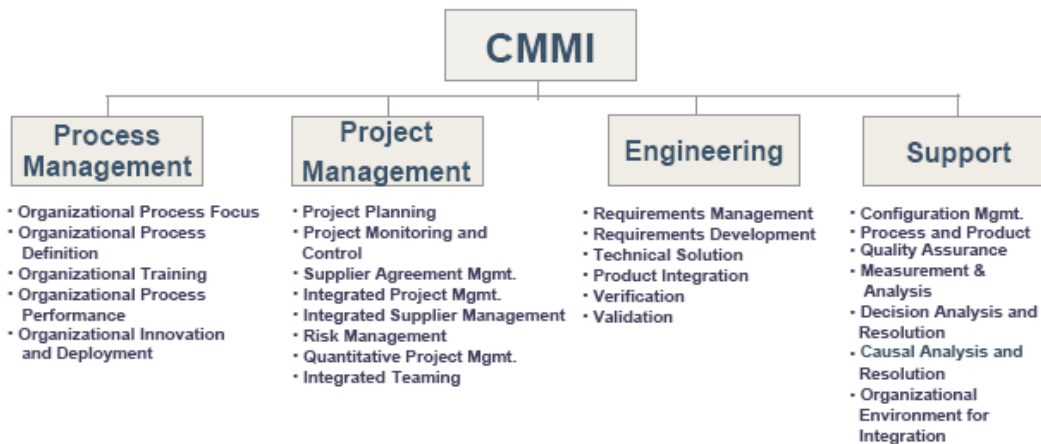 CMMI
Process
Management
· Organizational Process Focus
· Organizational Process
Definition
· Organizational Training
· Organizational Process
Performance
· Organizational Innovation
and Deployment
Project
Management
· Project Planning
· Project Monitoring and
Control
· Supplier Agreement Mgmt.
· Integrated Project Mgmt.
· Integrated Supplier Management
· Risk Management
· Quantitative Project Mgmt.
· Integrated Teaming
Engineering
· Requirements Management
· Requirements Development
· Technical Solution
· Product Integration
· Verification
· Validation
Support
· Configuration Mgmt.
· Process and Product
· Quality Assurance
· Measurement &
Analysis
· Decision Analysis and
Resolution
· Causal Analysis and
Resolution
· Organizational
Environment for
Integration